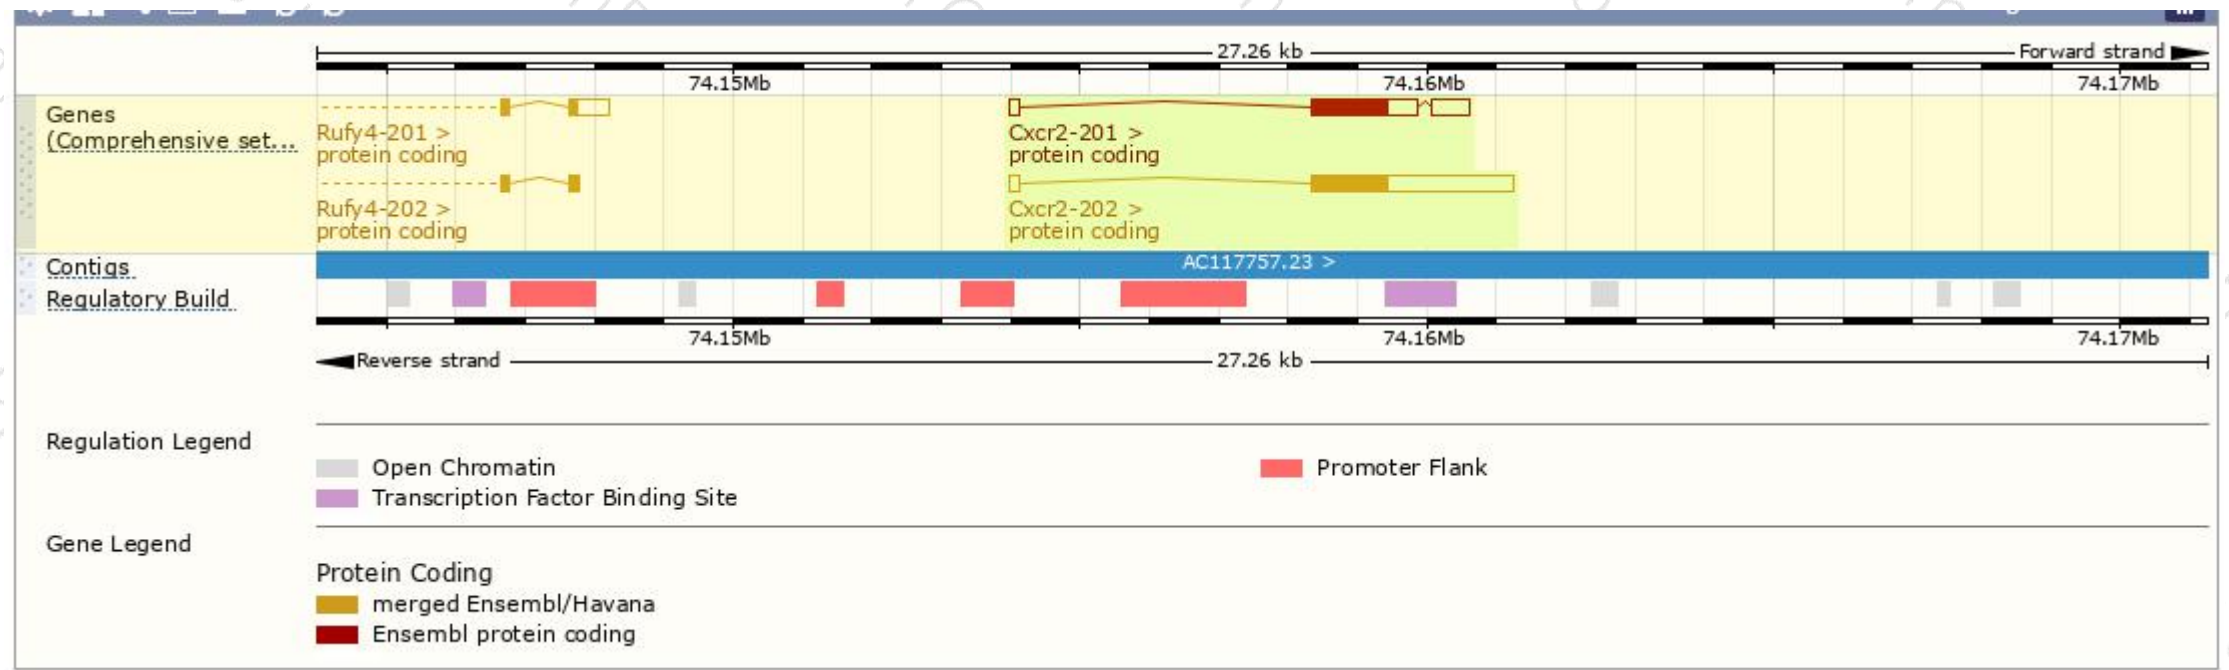 27.26 kb
Forward strand
74.15Mb 74.16Mb 74.17Mb
Genes
(Comprehensive set...
Rufy4-201 >
protein coding
Cxcr2-201 >
protein coding
Rufy4-202 >
protein coding
Cxcr2-202 >
protein coding
Contigs
AC117757.23 >
Regulatory Build
74.15Mb 74.16Mb 74.17Mb
Reverse strand
27.26 kb
Regulation Legend
Open Chromatin
Promoter Flank
Transcription Factor Binding Site
Gene Legend
Protein Coding
merged Ensembl/Havana
Ensembl protein coding